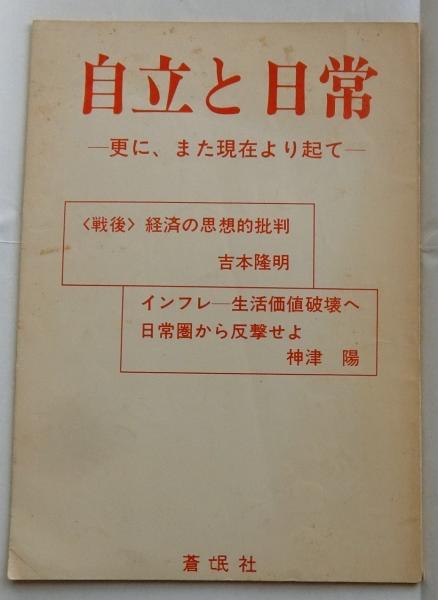 自立と日常
―更に、また現在より起て―
〈戦後〉経済の思想的批判
吉本隆明
インフレ―生活価値破壊へ
日常圏から反撃せよ
神津 陽
蒼氓社